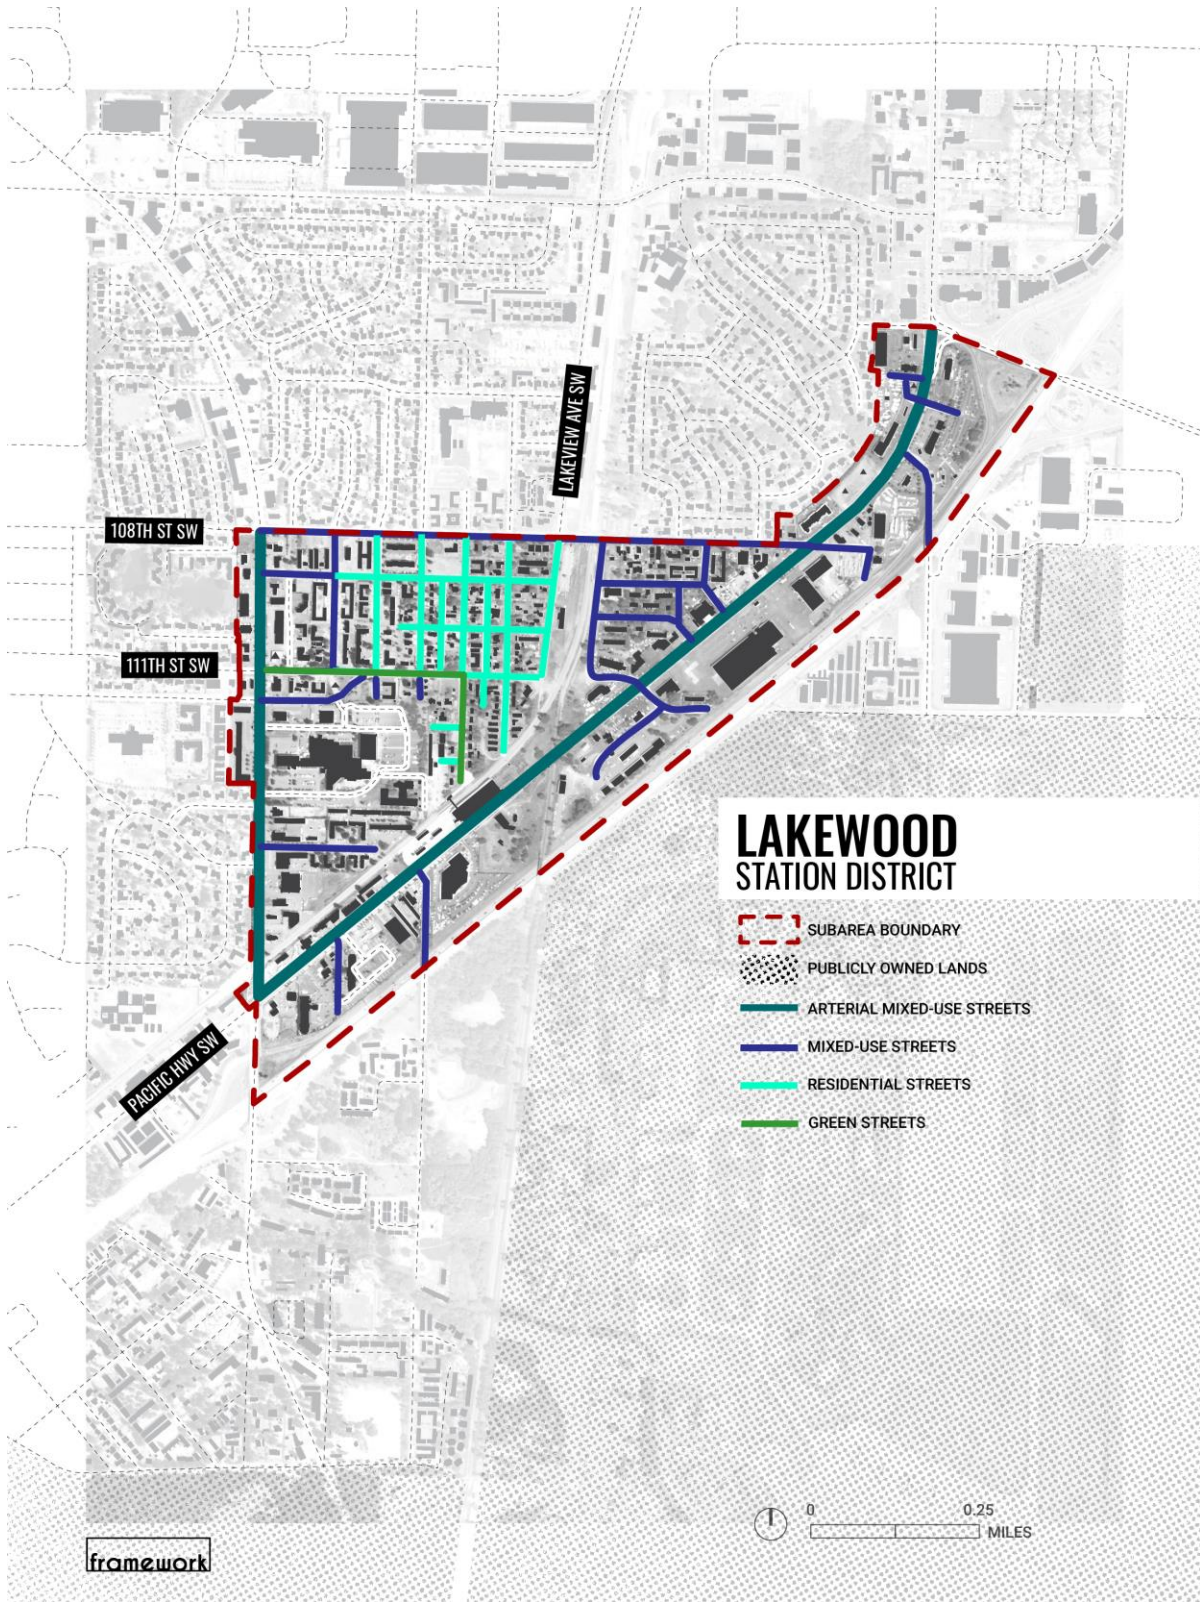 LAKEVIEW AVE SW
108TH ST SW
111TH ST SW
PACIFIC HWY SW
LAKEWOOD
STATION DISTRICT
SUBAREA BOUNDARY
PUBLICLY OWNED LANDS
ARTERIAL MIXED-USE STREETS
MIXED-USE STREETS
RESIDENTIAL STREETS
GREEN STREETS
0 0.25
MILES
framework